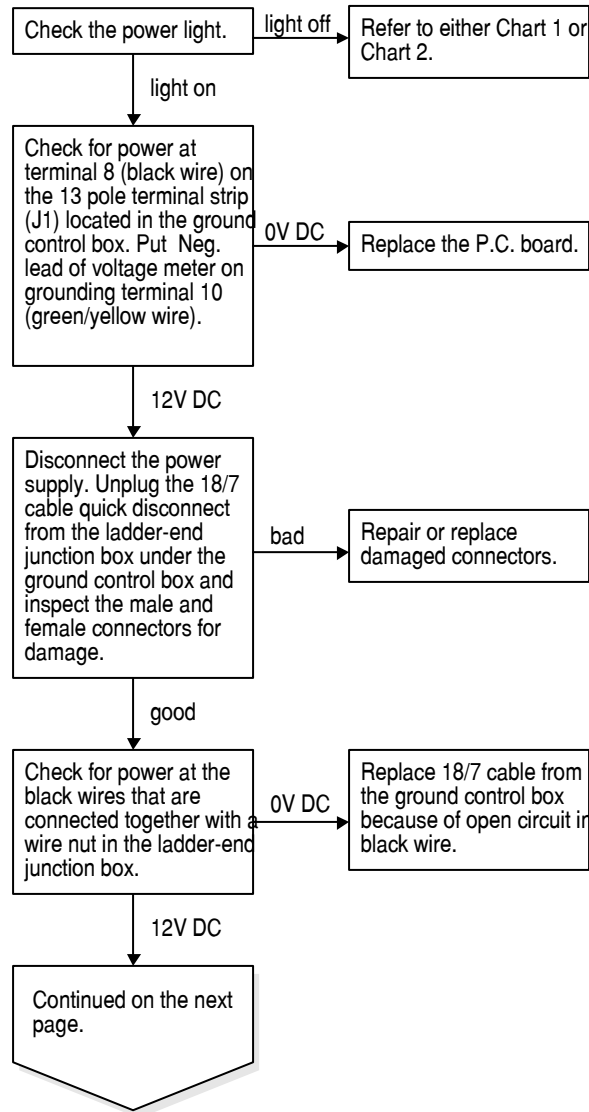 Check the power light.
light off
Refer to either Chart 1 or
Chart 2.
light on
Check for power at
terminal 8 (black wire) on
the 13 pole terminal strip
(J1) located in the ground
control box. Put Neg.
lead of voltage meter on
grounding terminal 10
(green/yellow wire).
0V DC
Replace the P.C. board.
12V DC
Disconnect the power
supply. Unplug the 18/7
cable quick disconnect
from the ladder-end
junction box under the
ground control box and
inspect the male and
female connectors for
damage.
bad
Repair or replace
damaged connectors.
good
Check for power at the
black wires that are
connected together with a
wire nut in the ladder-end
junction box.
0V DC
Replace 18/7 cable from
the ground control box
because of open circuit in
black wire.
12V DC
Continued on the next
page.